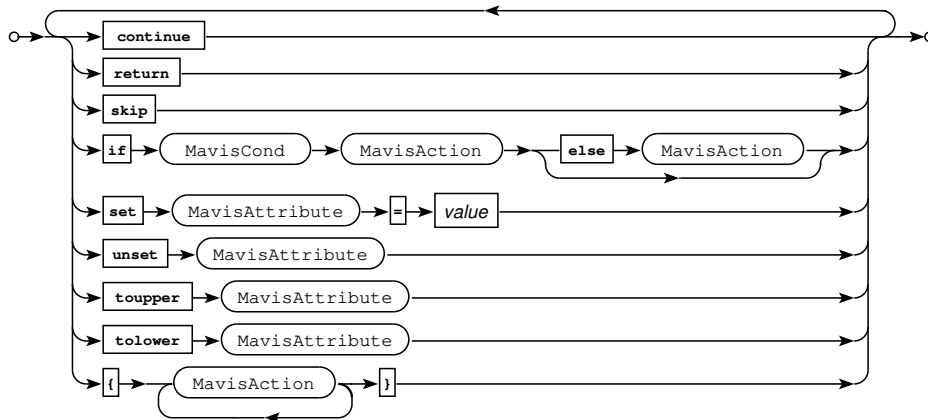 continue
return
skip
if MavisCond MavisAction else MavisAction
set MavisAttribute = value
unset MavisAttribute
toupper MavisAttribute
tolower MavisAttribute
{ MavisAction }